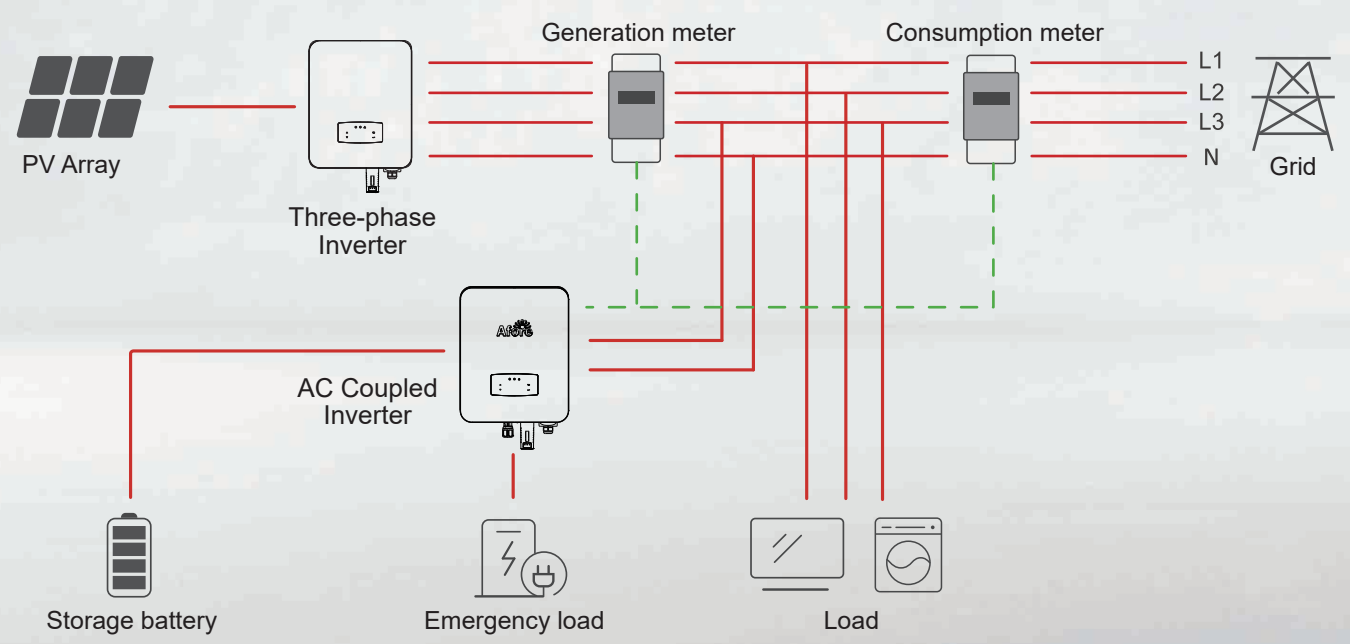 Generation meter
Consumption meter
L1
L2
L3
N
PV Array
Grid
Three-phase
Inverter
Afore
AC Coupled
Inverter
Storage battery
Emergency load
Load